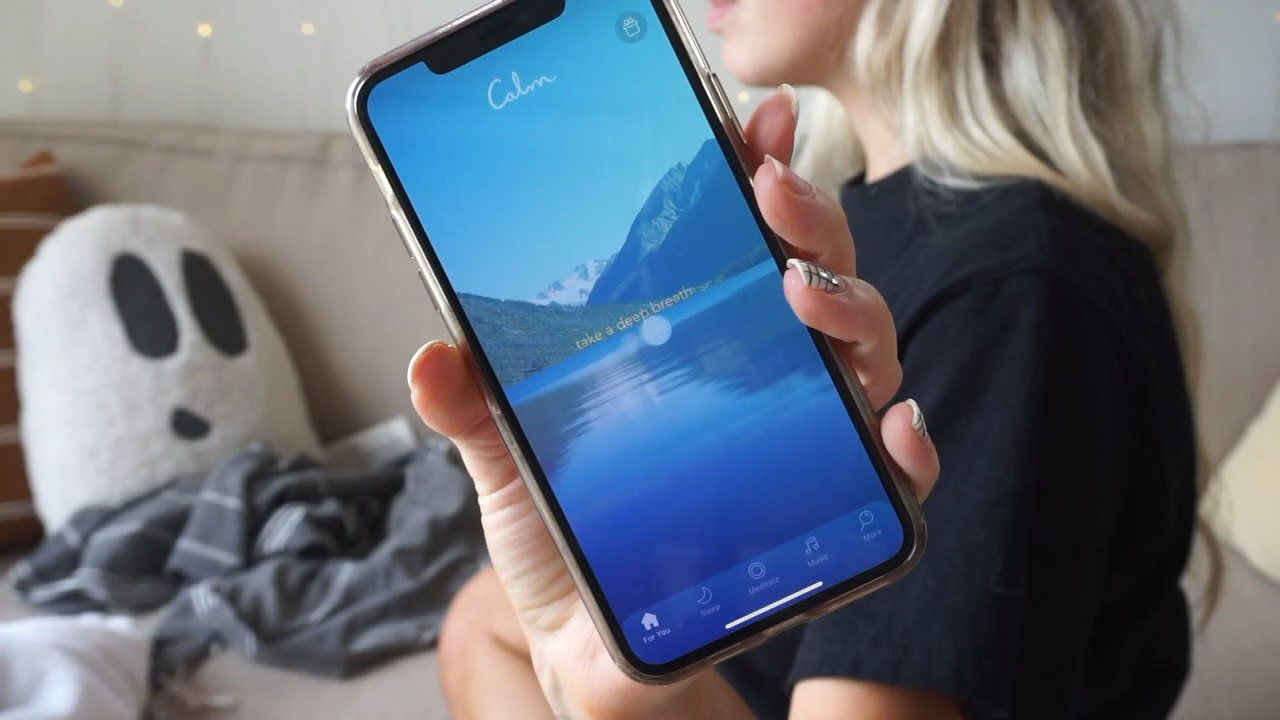 Calm
take a deep breath
For You
Sleep
Meditate
Music
More